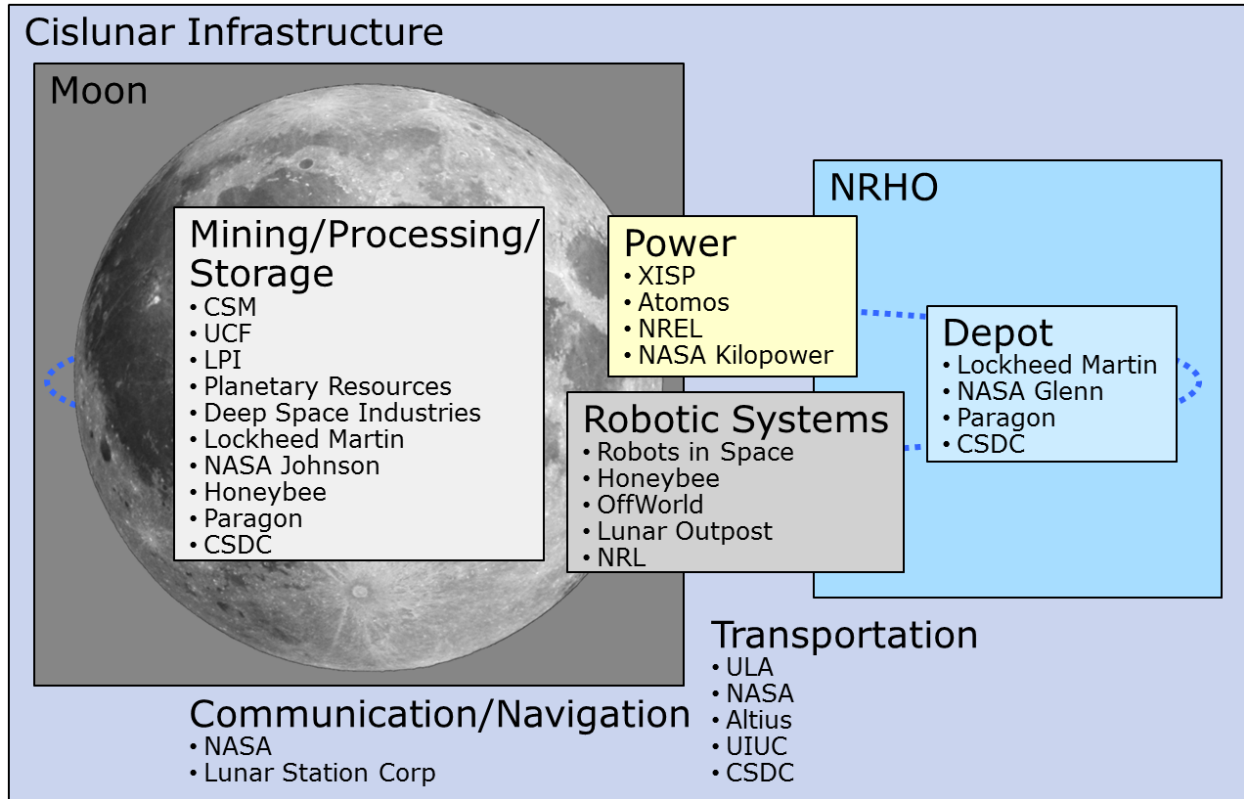 Cislunar Infrastructure
Moon
NRHO
Mining/Processing/
Storage
• CSM
• UCF
• LPI
• Planetary Resources
• Deep Space Industries
• Lockheed Martin
• NASA Johnson
• Honeybee
• Paragon
• CSDC
Power
• XISP
• Atomos
• NREL
• NASA Kilopower
Depot
• Lockheed Martin
• NASA Glenn
• Paragon
• CSDC
Robotic Systems
• Robots in Space
• Honeybee
• OffWorld
• Lunar Outpost
• NRL
Communication/Navigation
• NASA
• Lunar Station Corp
Transportation
• ULA
• NASA
• Altius
• UIUC
• CSDC